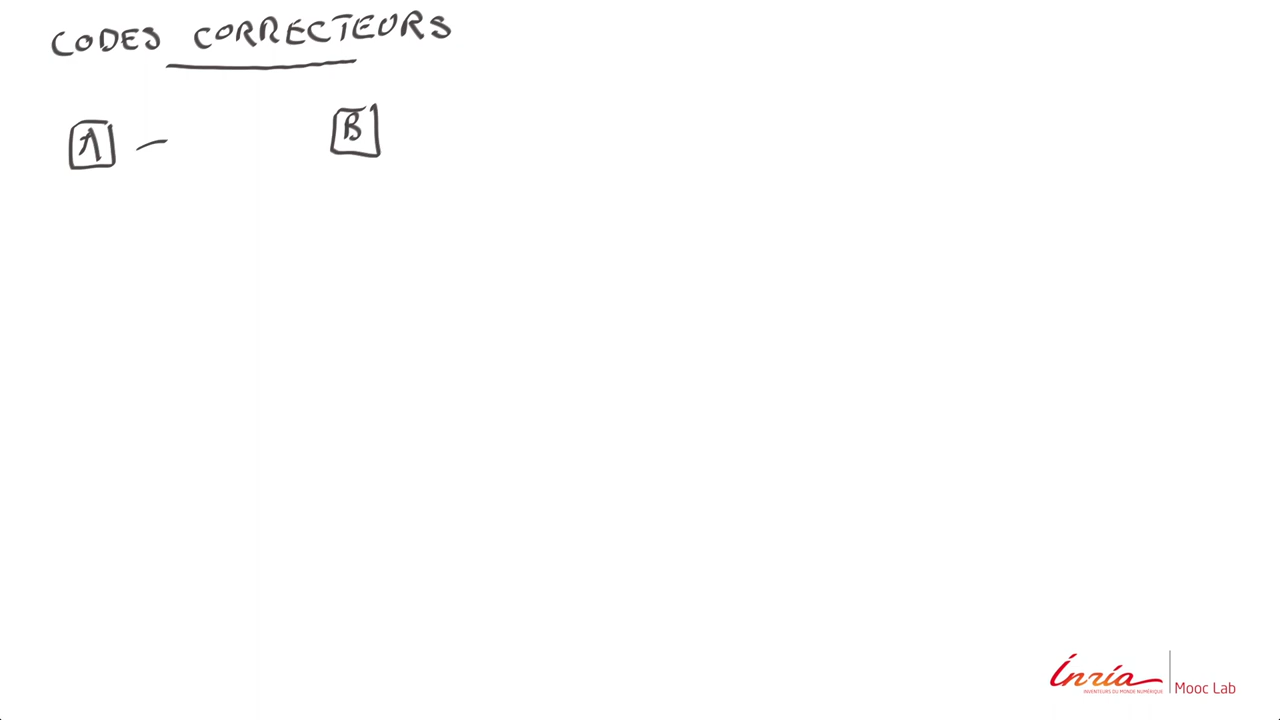 CODES CORRECTEURS
A B
Inria
INVENTEURS DU MONDE NUMÉRIQUE
Mooc Lab